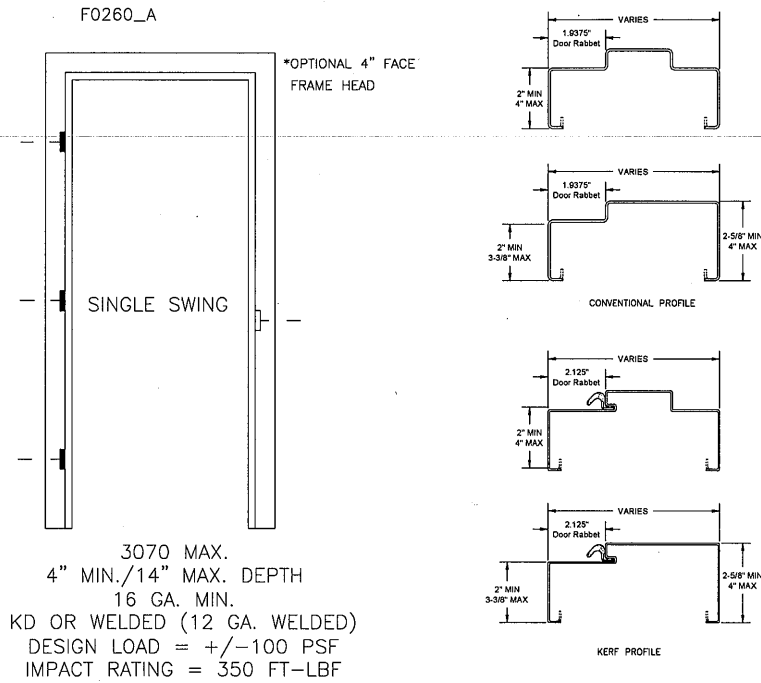 F0260_A
*OPTIONAL 4" FACE
FRAME HEAD
SINGLE SWING
3070 MAX.
4" MIN./14" MAX. DEPTH
16 GA. MIN.
KD OR WELDED (12 GA. WELDED)
DESIGN LOAD = +/-100 PSF
IMPACT RATING = 350 FT-LBF
VARIES
1.9375"
Door Rabbet
2" MIN
4" MAX
VARIES
1.9375"
Door Rabbet
2" MIN
3-3/8" MAX
2-5/8" MIN
4" MAX
CONVENTIONAL PROFILE
VARIES
2.125"
Door Rabbet
2" MIN
4" MAX
VARIES
2.125"
Door Rabbet
2" MIN
3-3/8" MAX
2-5/8" MIN
4" MAX
KERF PROFILE